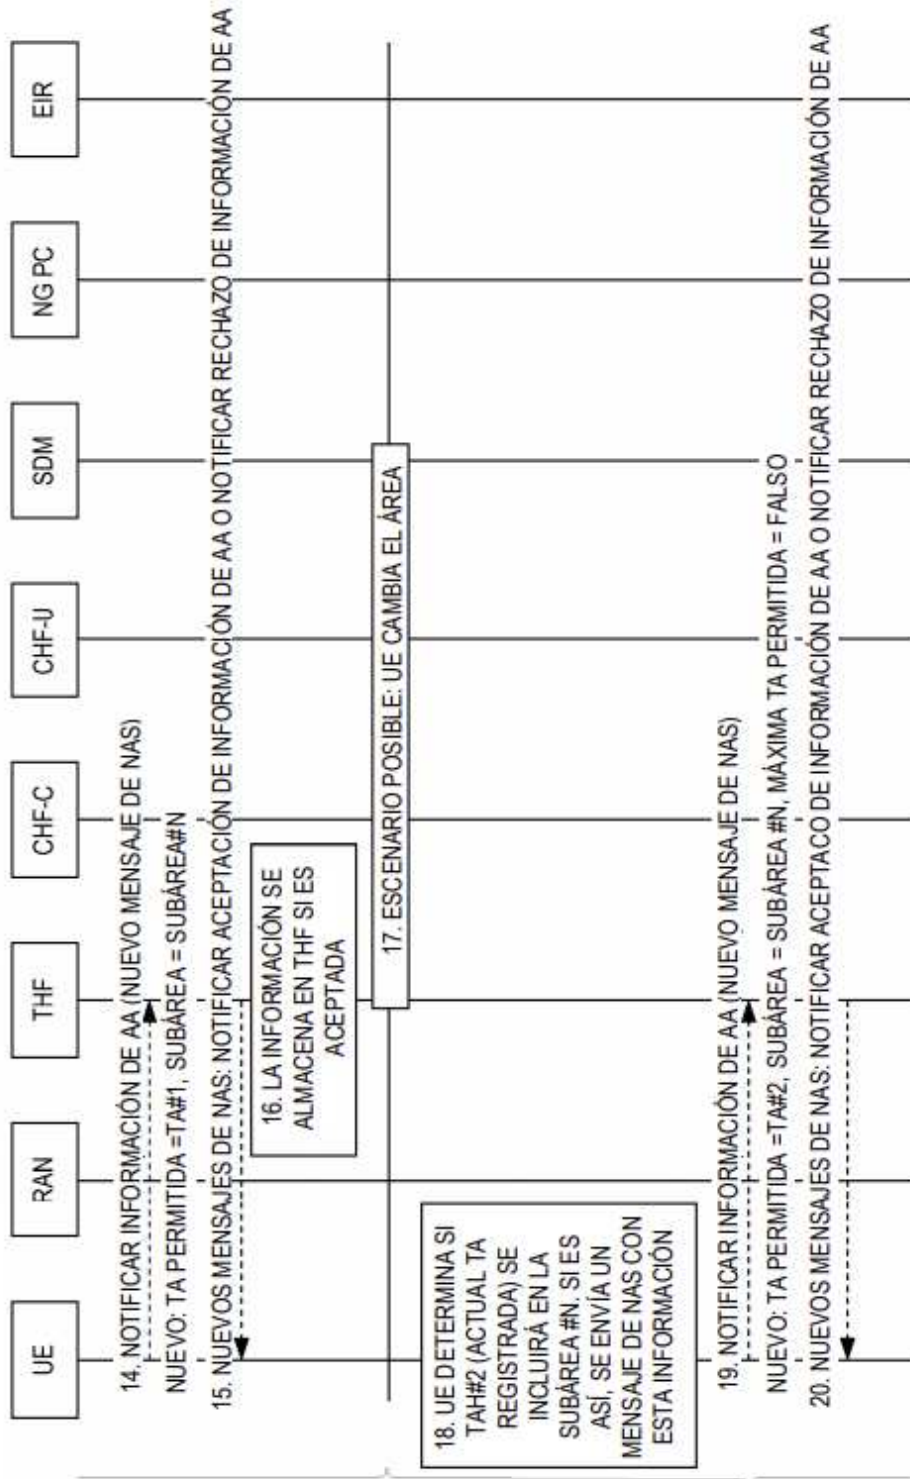 UE
RAN
THF
CHF-C
CHF-U
SDM
NG PC
EIR
14. NOTIFICAR INFORMACIÓN DE AA (NUEVO MENSAJE DE NAS)
NUEVO: TA PERMITIDA =TA#1, SUBÁREA = SUBÁREA#N
15. NUEVOS MENSAJES DE NAS: NOTIFICAR ACEPTACIÓN DE INFORMACIÓN DE AA O NOTIFICAR RECHAZO DE INFORMACIÓN DE AA
16. LA INFORMACIÓN SE
ALMACENA EN THF SI ES
ACEPTADA
17. ESCENARIO POSIBLE: UE CAMBIA EL ÁREA
18. UE DETERMINA SI
TAH#2 (ACTUAL TA
REGISTRADA) SE
INCLUIRÁ EN LA
SUBÁREA #N. SI ES
ASÍ, SE ENVÍA UN
MENSAJE DE NAS CON
ESTA INFORMACIÓN
19. NOTIFICAR INFORMACIÓN DE AA (NUEVO MENSAJE DE NAS)
NUEVO: TA PERMITIDA =TA#2, SUBÁREA = SUBÁREA #N, MÁXIMA TA PERMITIDA = FALSO
20. NUEVOS MENSAJES DE NAS: NOTIFICAR ACEPTACO DE INFORMACIÓN DE AA O NOTIFICAR RECHAZO DE INFORMACIÓN DE AA